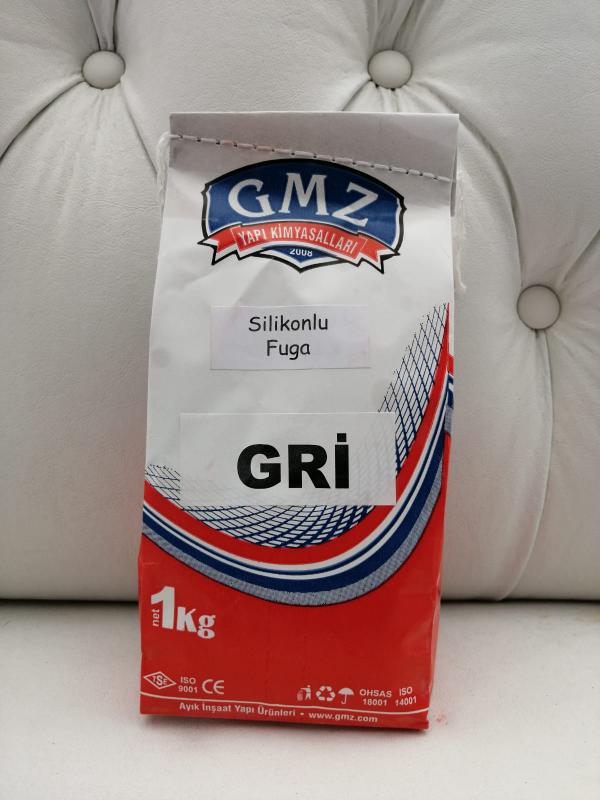 GMZ
YAPI KİMYASALLARI
2008
Silikonlu
Fuga
GRİ
net 1Kg
TSE ISO 9001 CE
OHSAS 18001 ISO 14001
Ayık İnşaat Yapı Ürünleri • www.gmz.com